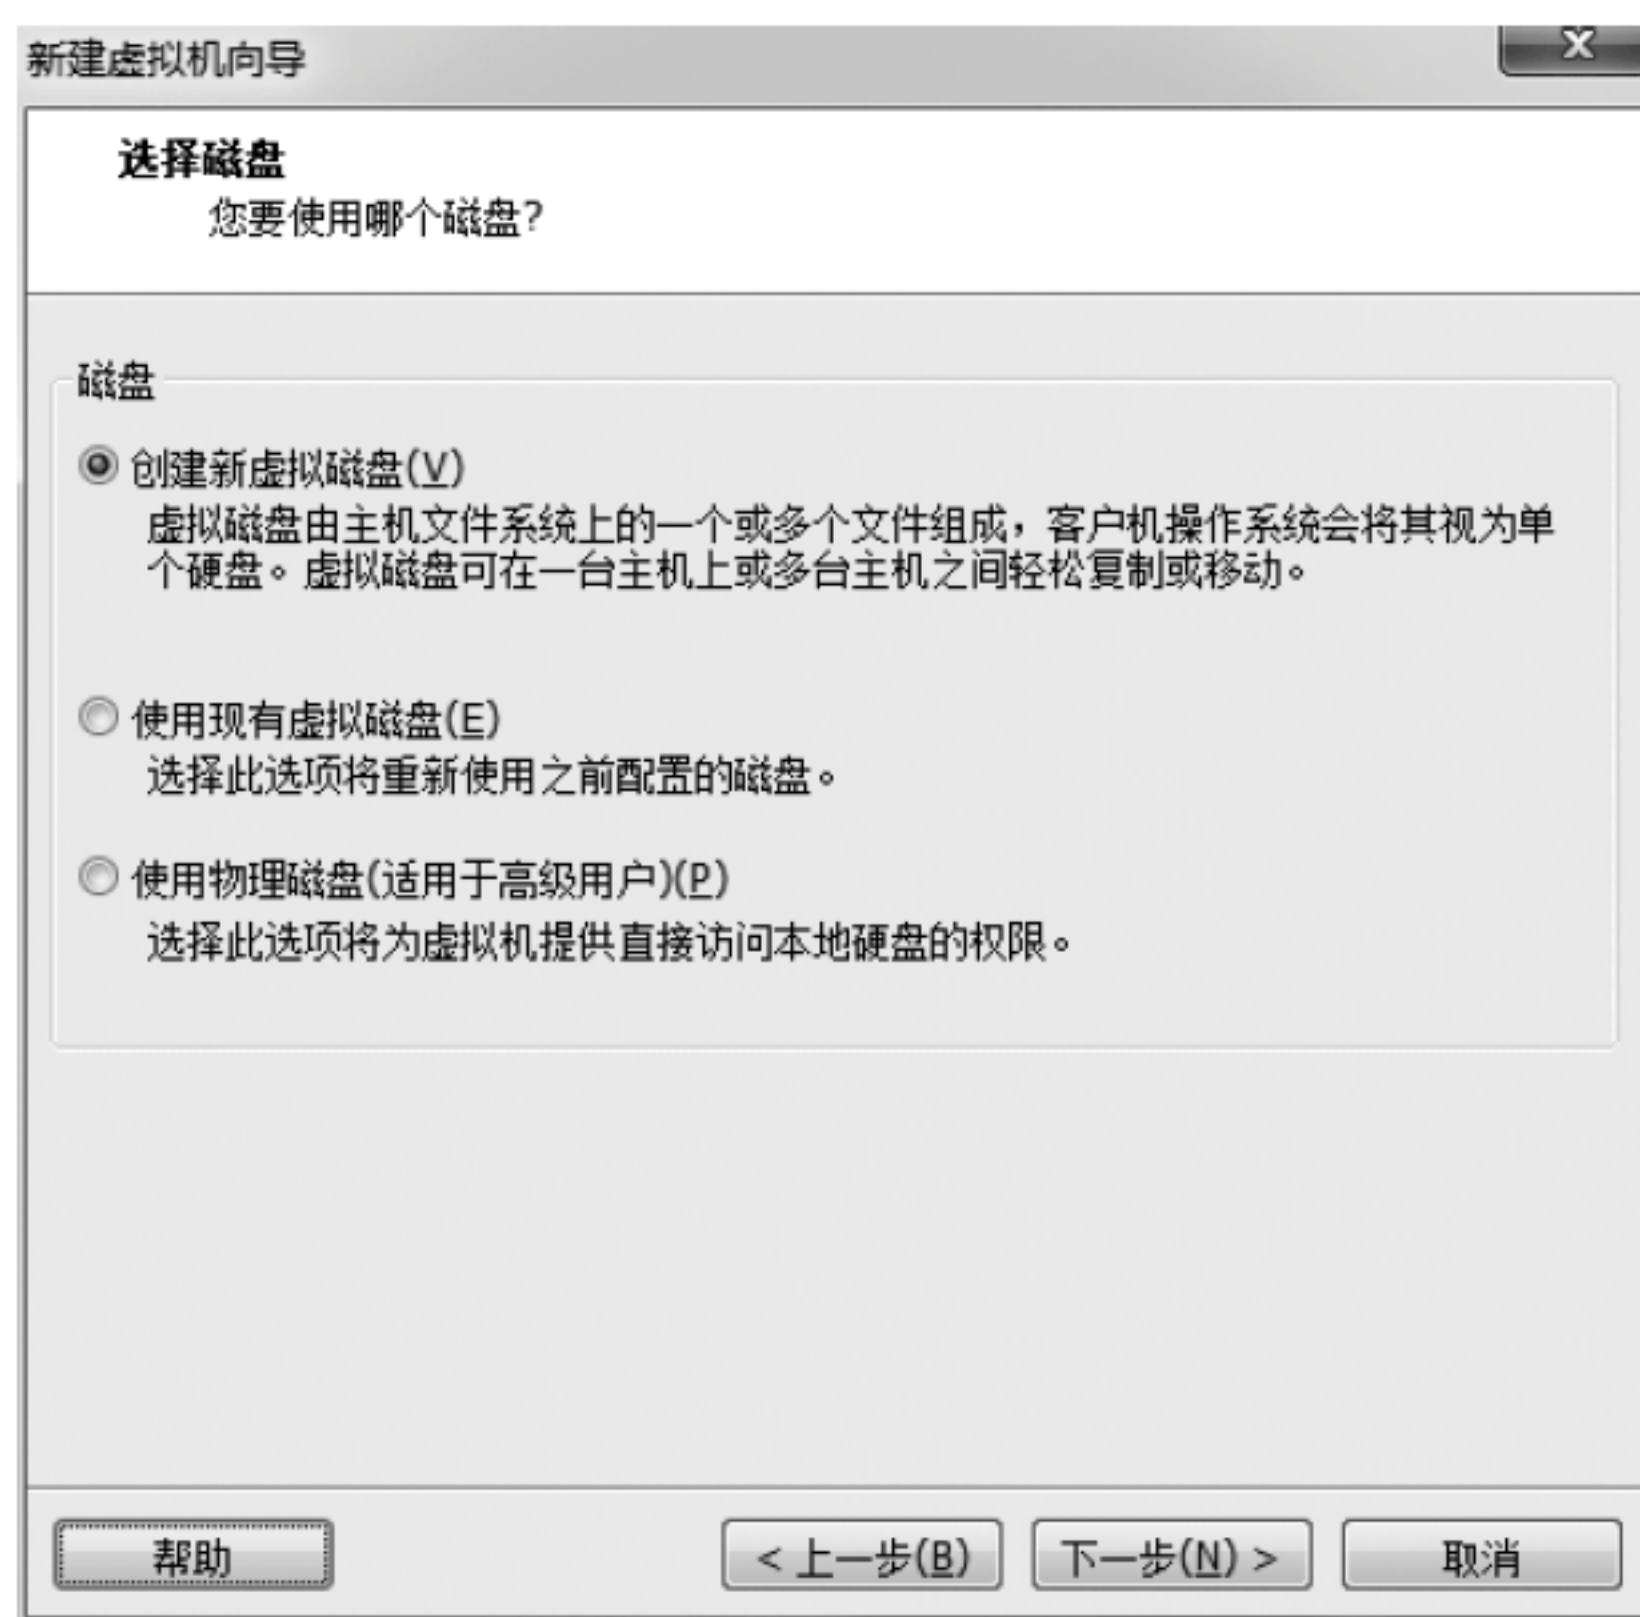 新建虚拟机向导
选择磁盘
您要使用哪个磁盘?
磁盘
创建新虚拟磁盘(V)
虚拟磁盘由主机文件系统上的一个或多个文件组成，客户机操作系统会将其视为单
个硬盘。虚拟磁盘可在一台主机上或多台主机之间轻松复制或移动。
使用现有虚拟磁盘(E)
选择此选项将重新使用之前配置的磁盘。
使用物理磁盘(适用于高级用户)(P)
选择此选项将为虚拟机提供直接访问本地硬盘的权限。
帮助
< 上一步(B)
下一步(N) >
取消